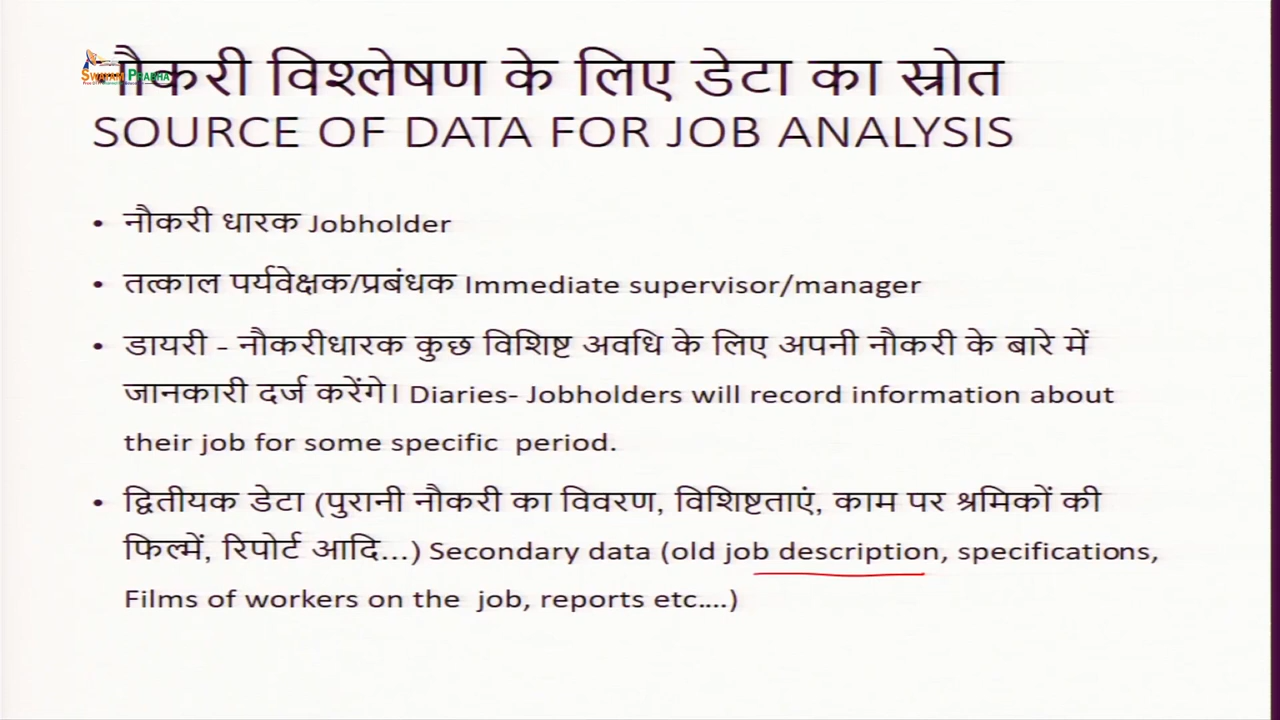 SWAYAM PRABHA
नौकरी विश्लेषण के लिए डेटा का स्रोत
SOURCE OF DATA FOR JOB ANALYSIS
• नौकरी धारक Jobholder
• तत्काल पर्यवेक्षक/प्रबंधक Immediate supervisor/manager
• डायरी - नौकरीधारक कुछ विशिष्ट अवधि के लिए अपनी नौकरी के बारे में
जानकारी दर्ज करेंगे। Diaries- Jobholders will record information about
their job for some specific period.
• द्वितीयक डेटा (पुरानी नौकरी का विवरण, विशिष्टताएं, काम पर श्रमिकों की
फिल्में, रिपोर्ट आदि...) Secondary data (old job description, specifications,
Films of workers on the job, reports etc....)